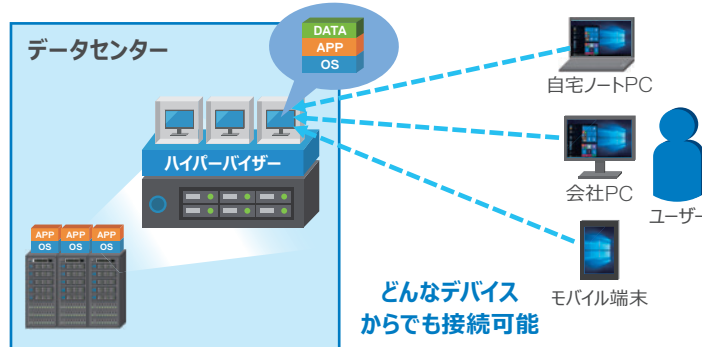 データセンター
DATA
APP
OS
ハイパーバイザー
APP APP APP
OS OS OS
自宅ノートPC
会社PC
ユーザー
モバイル端末
どんなデバイス
からでも接続可能